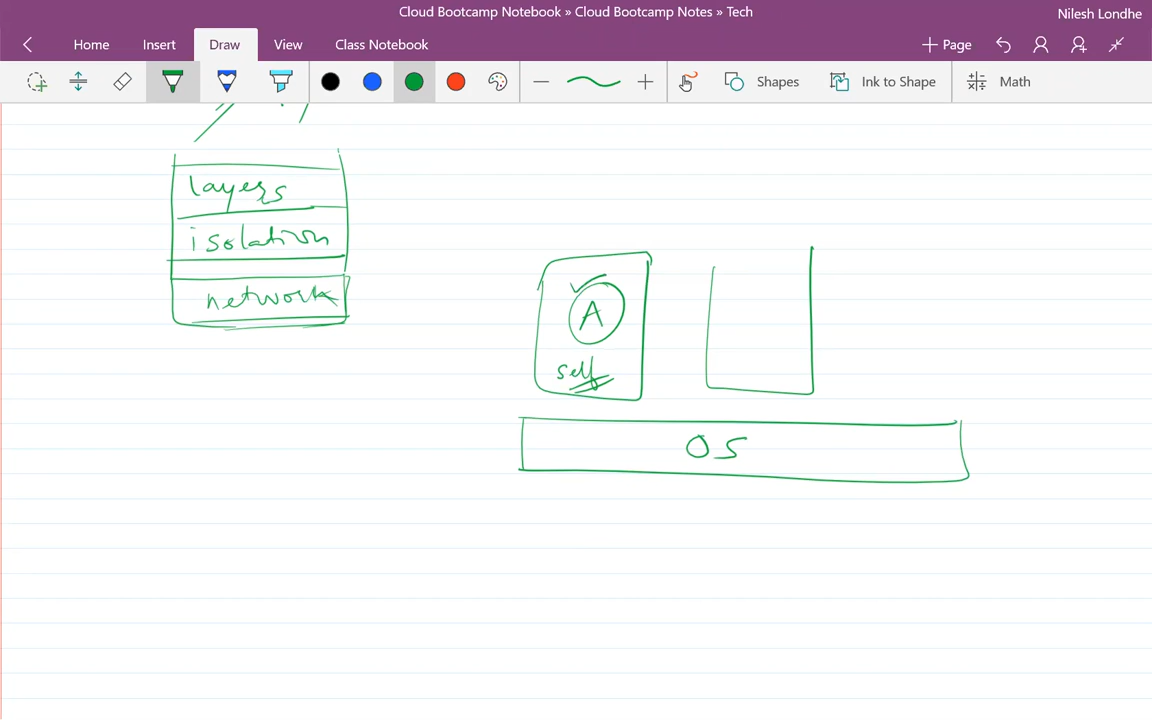 Cloud Bootcamp Notebook » Cloud Bootcamp Notes » Tech
Nilesh Londhe
Home Insert Draw View Class Notebook
Page
Shapes Ink to Shape Math
layers
isolation
network
A
self
OS